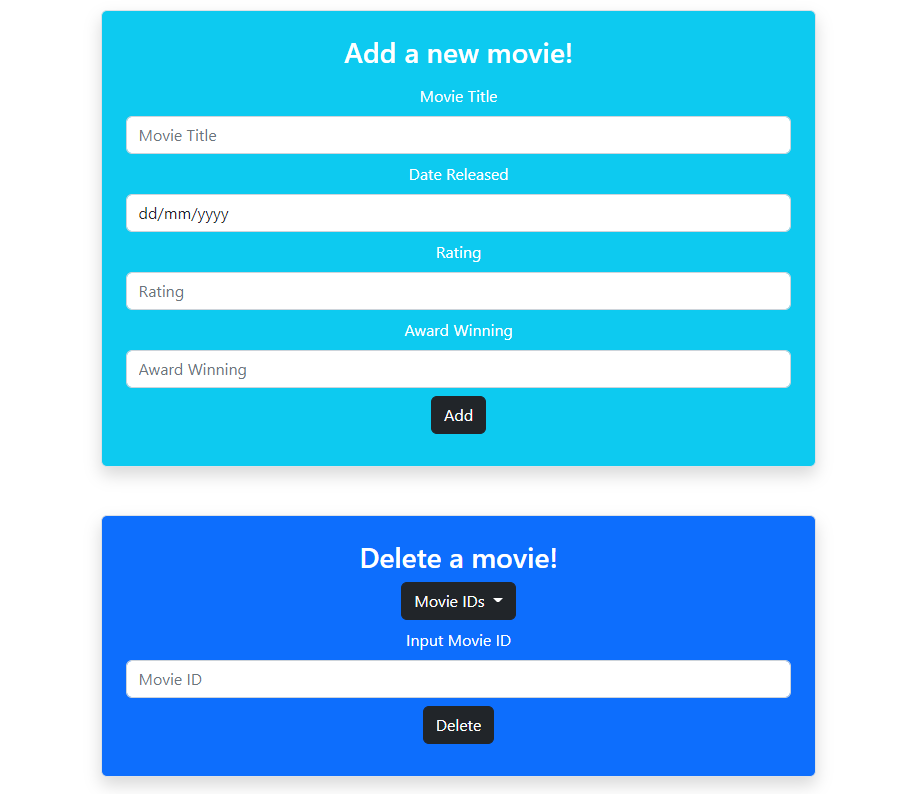 Add a new movie!
Movie Title
Movie Title
Date Released
dd/mm/yyyy
Rating
Rating
Award Winning
Award Winning
Add
Delete a movie!
Movie IDs
Input Movie ID
Movie ID
Delete